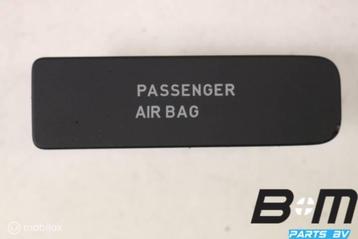 PASSENGER
AIR BAG
B+M
PARTS BV
mobilox